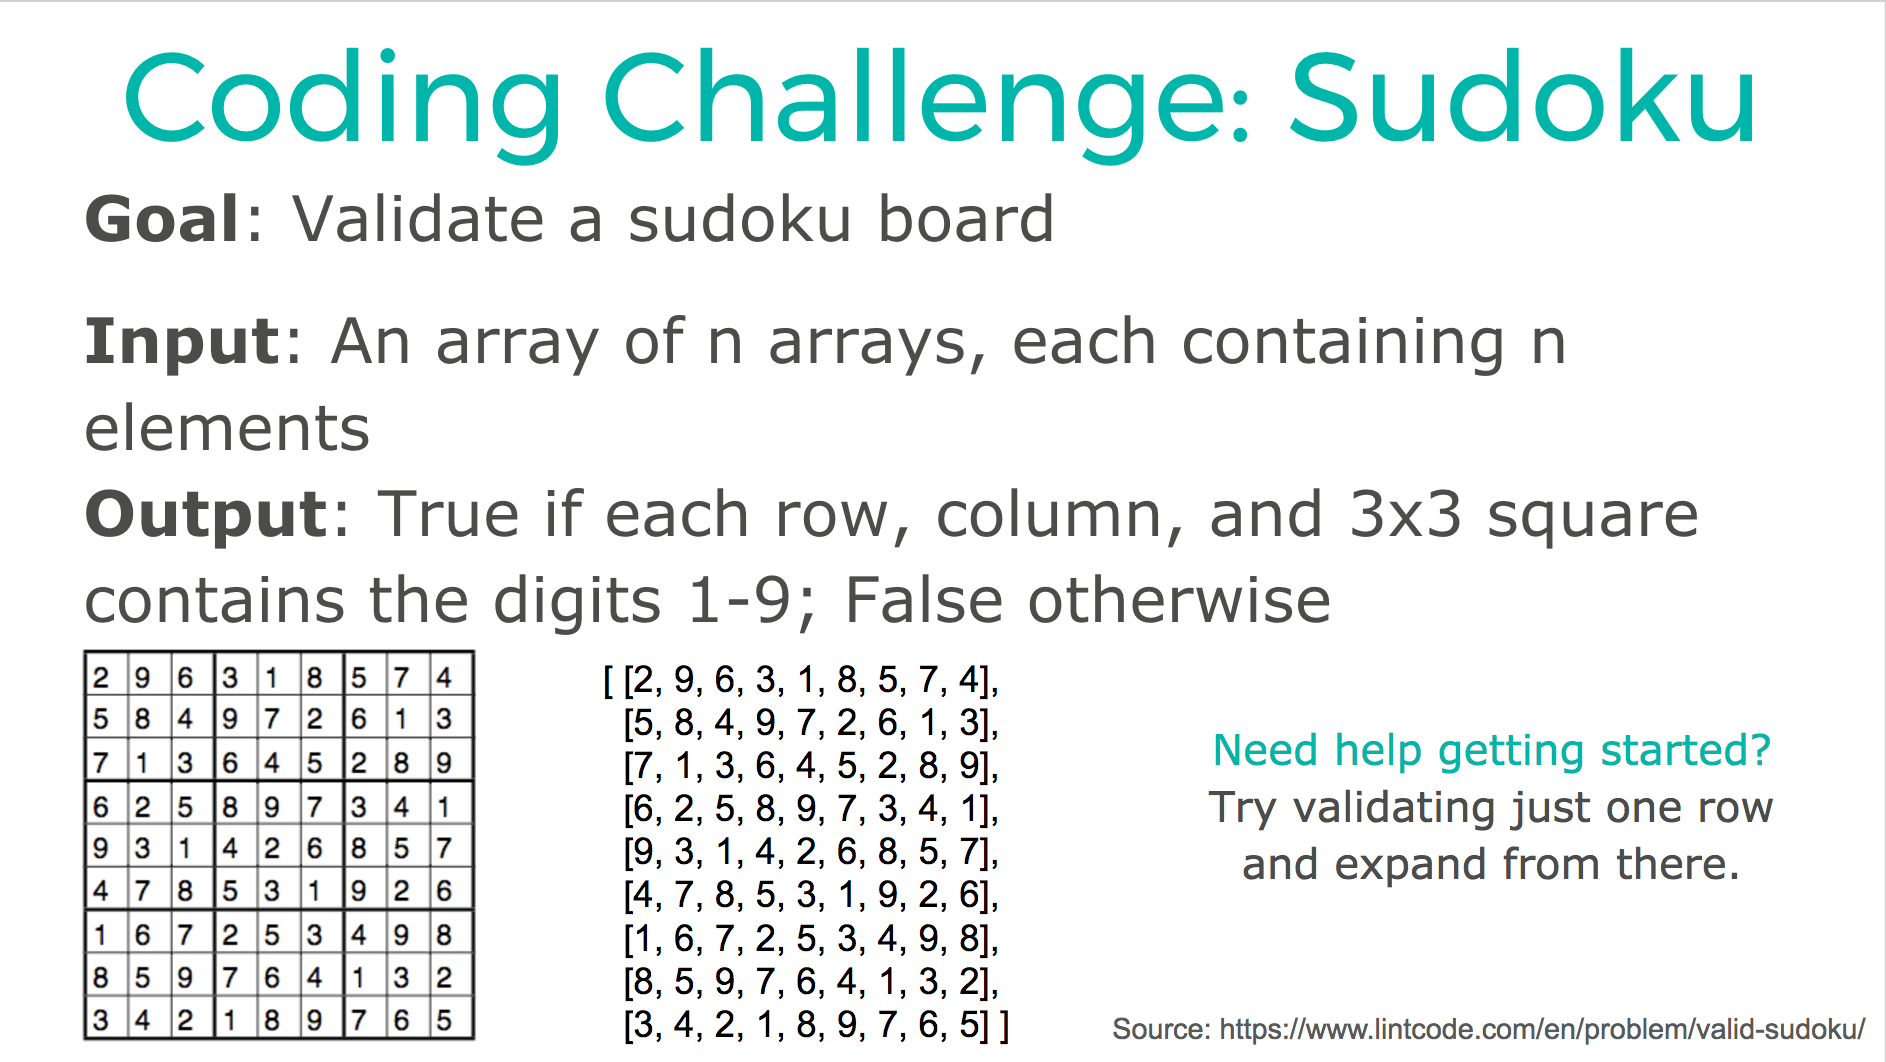 Coding Challenge: Sudoku
Goal: Validate a sudoku board
Input: An array of n arrays, each containing n
elements
Output: True if each row, column, and 3x3 square
contains the digits 1-9; False otherwise
2 9 6 3 1 8 5 7 4
5 8 4 9 7 2 6 1 3
7 1 3 6 4 5 2 8 9
6 2 5 8 9 7 3 4 1
9 3 1 4 2 6 8 5 7
4 7 8 5 3 1 9 2 6
1 6 7 2 5 3 4 9 8
8 5 9 7 6 4 1 3 2
3 4 2 1 8 9 7 6 5
[ [2, 9, 6, 3, 1, 8, 5, 7, 4],
[5, 8, 4, 9, 7, 2, 6, 1, 3],
[7, 1, 3, 6, 4, 5, 2, 8, 9],
[6, 2, 5, 8, 9, 7, 3, 4, 1],
[9, 3, 1, 4, 2, 6, 8, 5, 7],
[4, 7, 8, 5, 3, 1, 9, 2, 6],
[1, 6, 7, 2, 5, 3, 4, 9, 8],
[8, 5, 9, 7, 6, 4, 1, 3, 2],
[3, 4, 2, 1, 8, 9, 7, 6, 5] ]
Need help getting started?
Try validating just one row
and expand from there.
Source: https://www.lintcode.com/en/problem/valid-sudoku/